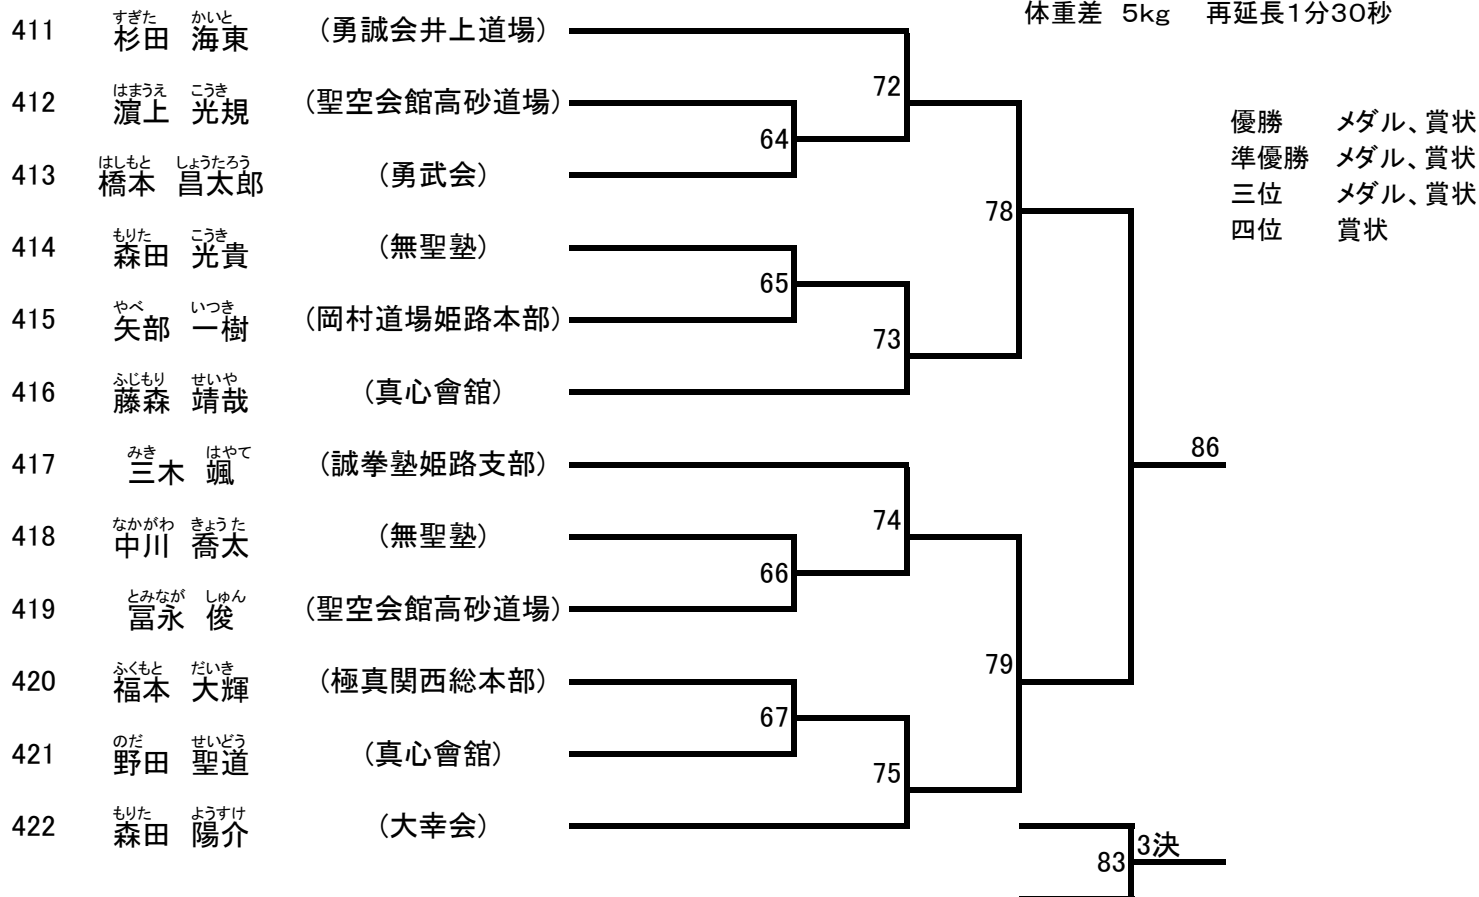 体重差 5kg 再延長1分30秒
すぎた かいと
411 杉田 海東 (勇誠会井上道場)
72
はまうえ こうき
412 濵上 光規 (聖空会館高砂道場)
64
はしもと しょうたろう
413 橋本 昌太郎 (勇武会)
78
もりた こうき
414 森田 光貴 (無聖塾)
65
やべ いつき
415 矢部 一樹 (岡村道場姫路本部)
73
ふじもり せいや
416 藤森 靖哉 (真心會舘)
86
みき はやて
417 三木 颯 (誠拳塾姫路支部)
74
なかがわ きょうた
418 中川 喬太 (無聖塾)
66
とみなが しゅん
419 冨永 俊 (聖空会館高砂道場)
79
ふくもと だいき
420 福本 大輝 (極真関西総本部)
67
のだ せいどう
421 野田 聖道 (真心會舘)
75
もりた ようすけ
422 森田 陽介 (大幸会)
3決
83
優勝 メダル、賞状
準優勝 メダル、賞状
三位 メダル、賞状
四位 賞状